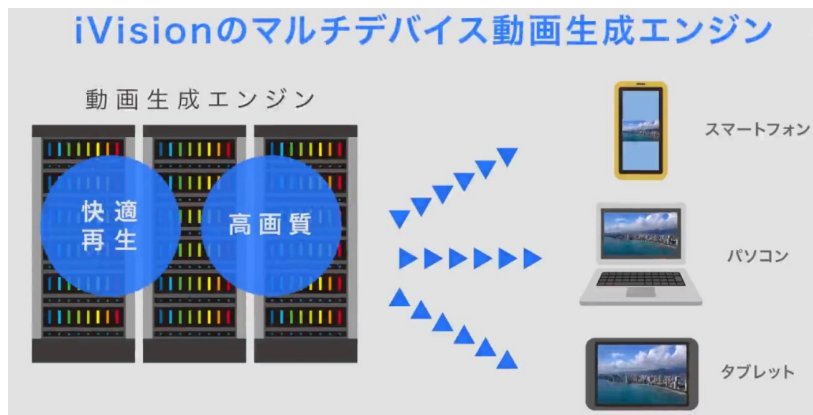 iVisionのマルチデバイス動画生成エンジン
動画生成エンジン
快適
再生
高画質
スマートフォン
パソコン
タブレット